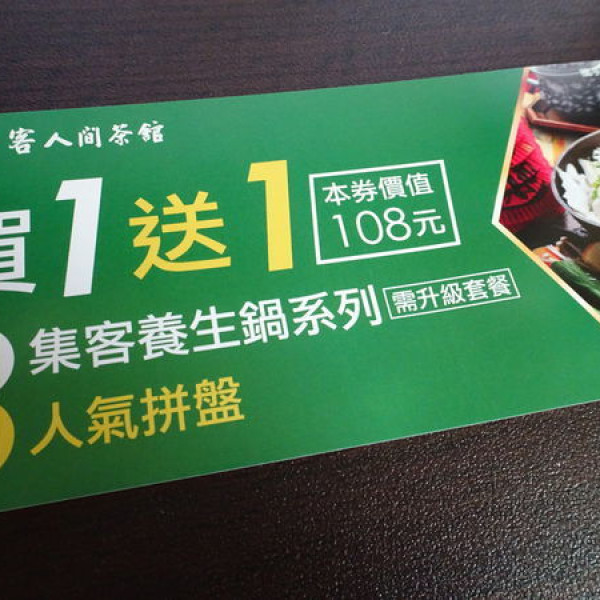 客人間茶館
買1送1
本券價值
108元
集客養生鍋系列
需升級套餐
人氣拼盤